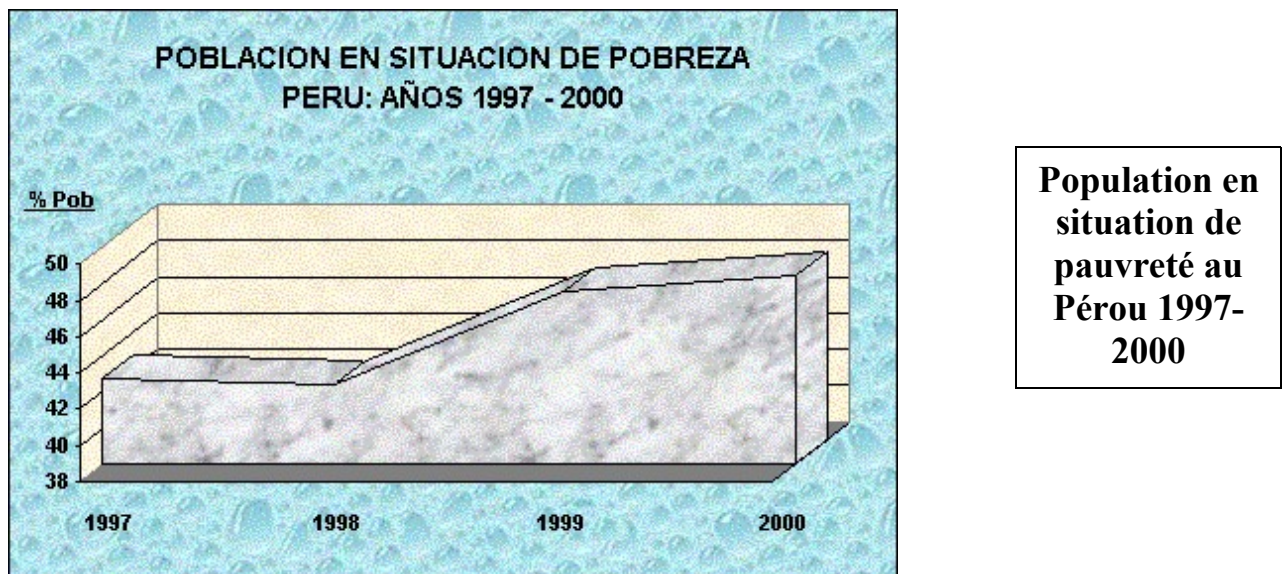 POBLACION EN SITUACION DE POBREZA
PERU: AÑOS 1997 - 2000
% Pob
50
48
46
44
42
40
38
1997 1998 1999 2000
Population en
situation de
pauvreté au
Pérou 1997-
2000